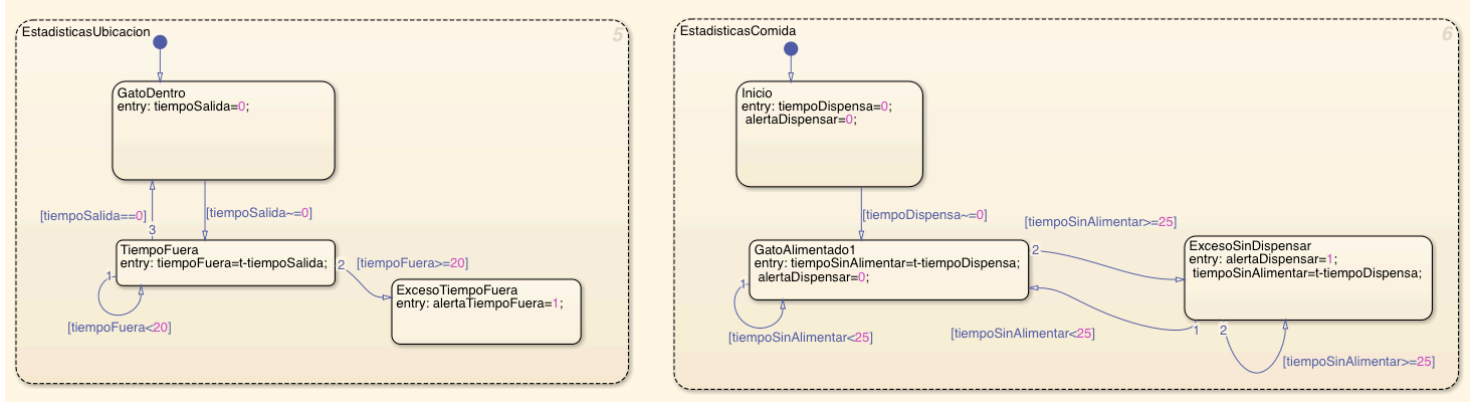 EstadisticasUbicacion
5
GatoDentro
entry: tiempoSalida=0;
[tiempoSalida==0]
[tiempoSalida~=0]
3
TiempoFuera
entry: tiempoFuera=t-tiempoSalida;
1
2
[tiempoFuera>=20]
[tiempoFuera<20]
ExcesoTiempoFuera
entry: alertaTiempoFuera=1;
EstadisticasComida
6
Inicio
entry: tiempoDispensa=0;
alertaDispensar=0;
[tiempoDispensa~=0]
[tiempoSinAlimentar>=25]
GatoAlimentado1
entry: tiempoSinAlimentar=t-tiempoDispensa;
alertaDispensar=0;
1
2
[tiempoSinAlimentar<25]
ExcesoSinDispensar
entry: alertaDispensar=1;
tiempoSinAlimentar=t-tiempoDispensa;
[tiempoSinAlimentar<25]
1
2
[tiempoSinAlimentar>=25]